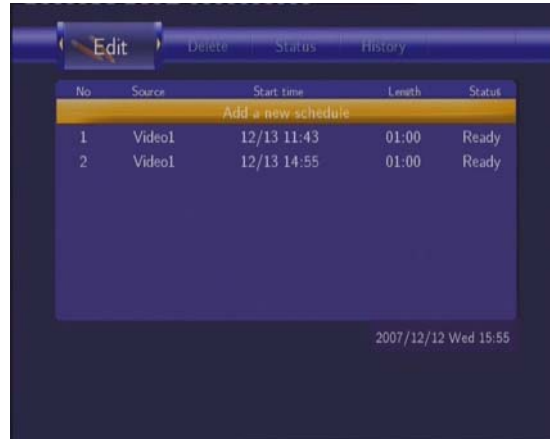 Edit Delete Status History
No Source Start time Length Status
Add a new schedule
1 Video1 12/13 11:43 01:00 Ready
2 Video1 12/13 14:55 01:00 Ready
2007/12/12 Wed 15:55